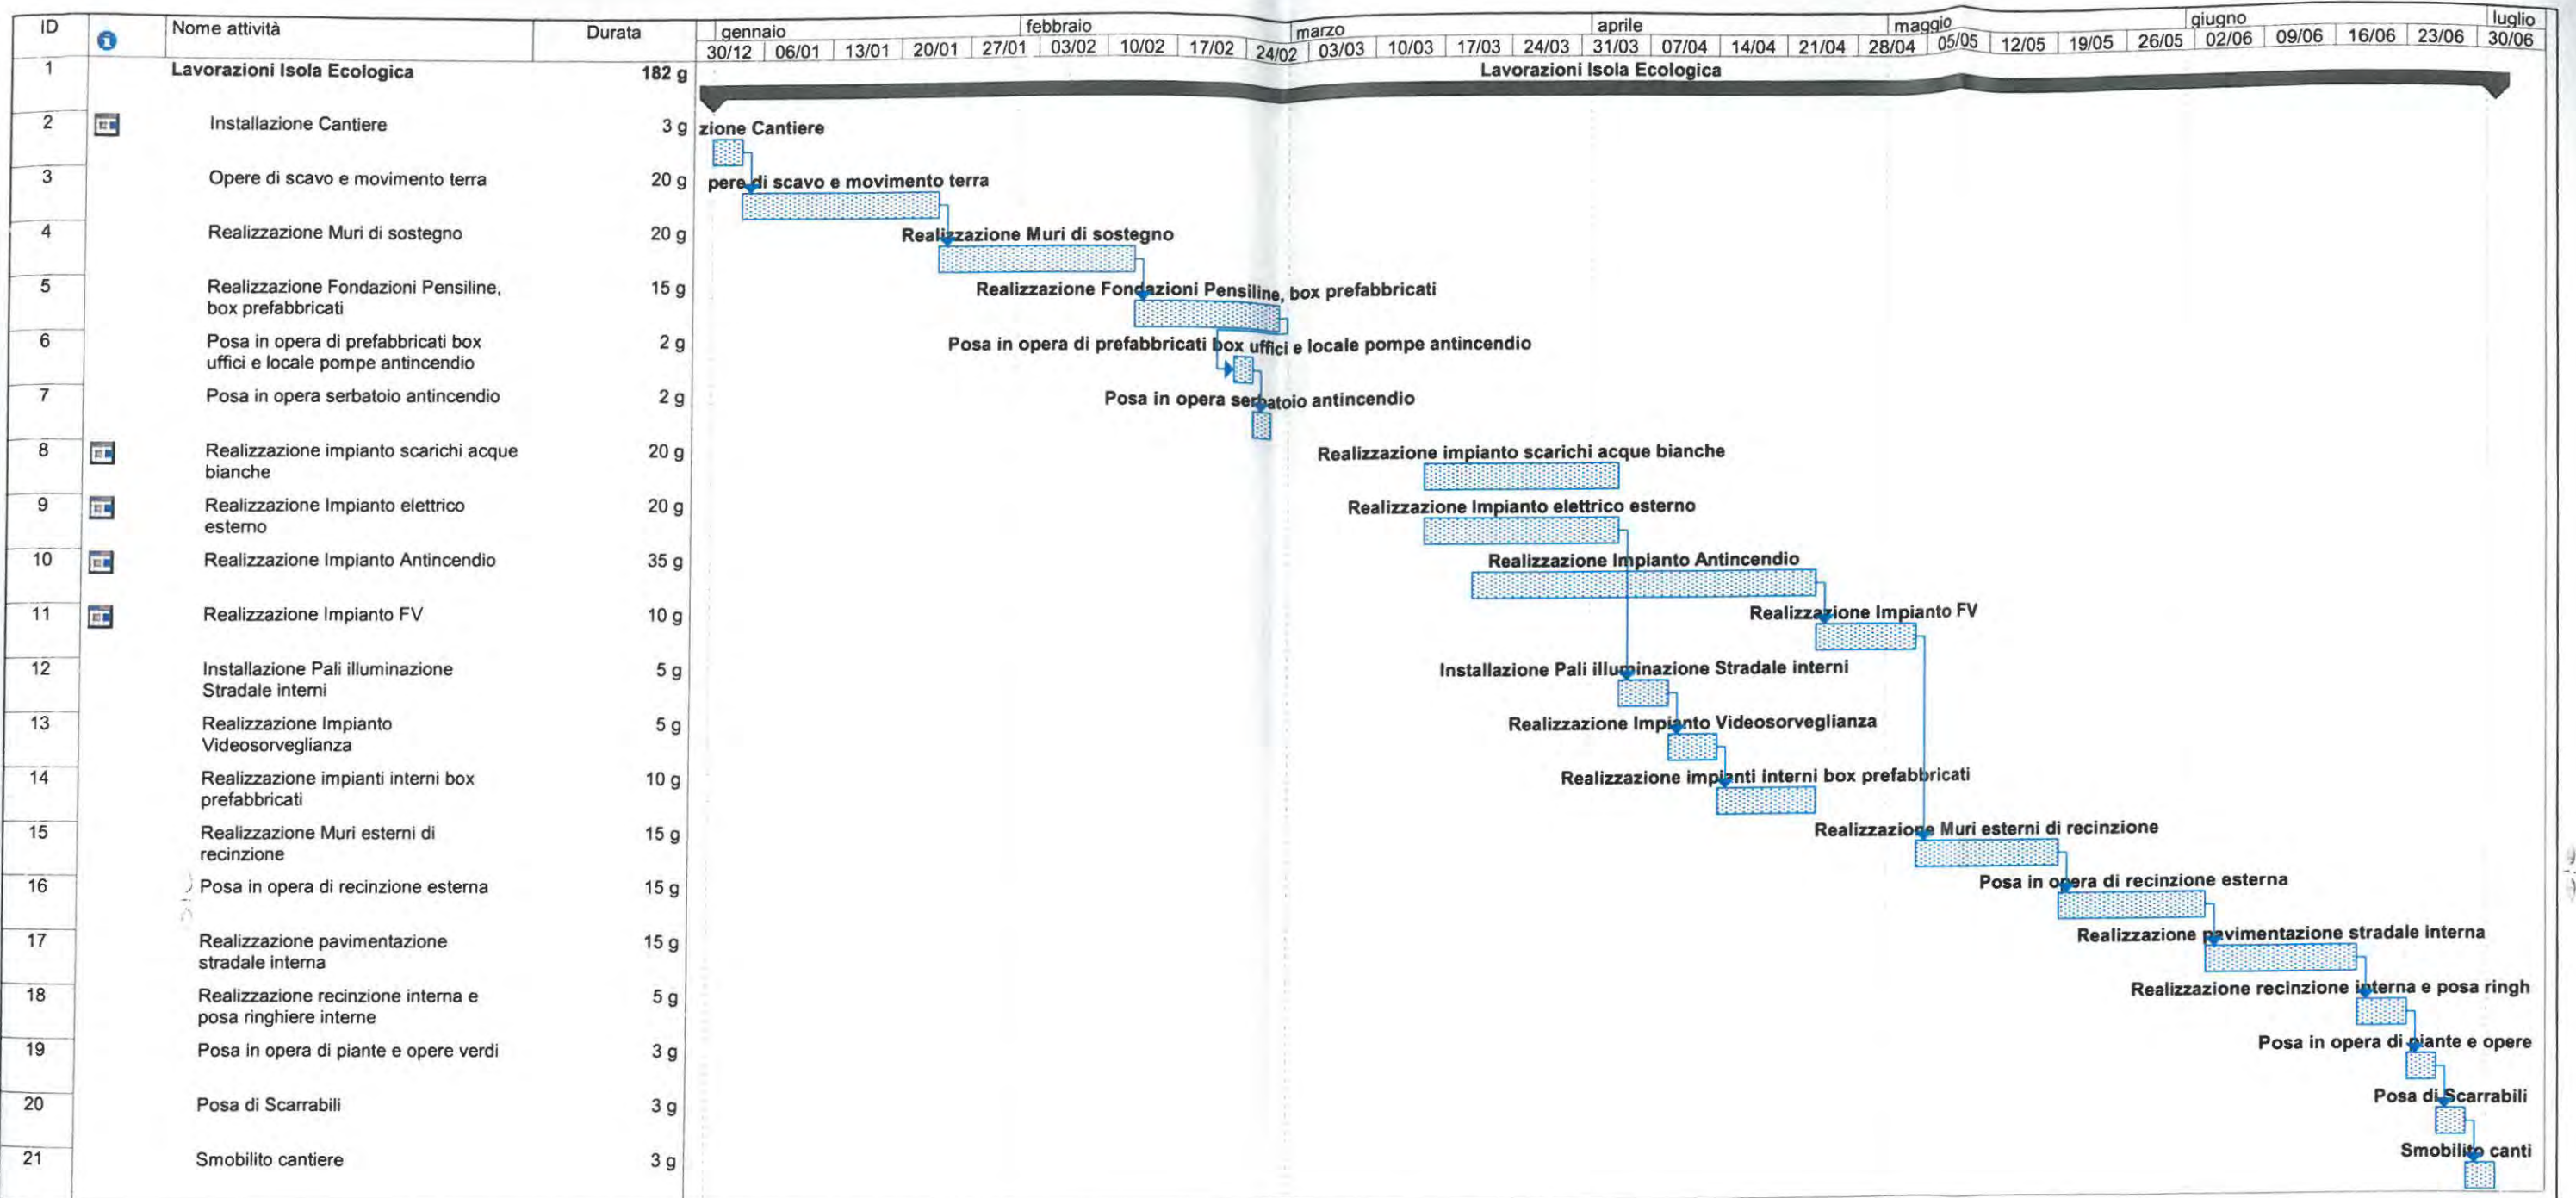 ID Nome attività Durata gennaio febbraio marzo aprile maggio giugno luglio
30/12 06/01 13/01 20/01 27/01 03/02 10/02 17/02 24/02 03/03 10/03 17/03 24/03 31/03 07/04 14/04 21/04 28/04 05/05 12/05 19/05 26/05 02/06 09/06 16/06 23/06 30/06
1 Lavorazioni Isola Ecologica 182 g Lavorazioni Isola Ecologica
2 Installazione Cantiere 3 g zione Cantiere
3 Opere di scavo e movimento terra 20 g pere di scavo e movimento terra
4 Realizzazione Muri di sostegno 20 g Realizzazione Muri di sostegno
5 Realizzazione Fondazioni Pensiline, 15 g Realizzazione Fondazioni Pensiline, box prefabbricati
box prefabbricati
6 Posa in opera di prefabbricati box 2 g Posa in opera di prefabbricati box uffici e locale pompe antincendio
uffici e locale pompe antincendio
7 Posa in opera serbatoio antincendio 2 g Posa in opera serbatoio antincendio
8 Realizzazione impianto scarichi acque 20 g Realizzazione impianto scarichi acque bianche
bianche
9 Realizzazione Impianto elettrico 20 g Realizzazione Impianto elettrico esterno
esterno
10 Realizzazione Impianto Antincendio 35 g Realizzazione Impianto Antincendio
11 Realizzazione Impianto FV 10 g Realizzazione Impianto FV
12 Installazione Pali illuminazione 5 g Installazione Pali illuminazione Stradale interni
Stradale interni
13 Realizzazione Impianto 5 g Realizzazione Impianto Videosorveglianza
Videosorveglianza
14 Realizzazione impianti interni box 10 g Realizzazione impianti interni box prefabbricati
prefabbricati
15 Realizzazione Muri esterni di 15 g Realizzazione Muri esterni di recinzione
recinzione
16 Posa in opera di recinzione esterna 15 g Posa in opera di recinzione esterna
17 Realizzazione pavimentazione 15 g Realizzazione pavimentazione stradale interna
stradale interna
18 Realizzazione recinzione interna e 5 g Realizzazione recinzione interna e posa ringh
posa ringhiere interne
19 Posa in opera di piante e opere verdi 3 g Posa in opera di piante e opere
20 Posa di Scarrabili 3 g Posa di Scarrabili
21 Smobilito cantiere 3 g Smobilito canti